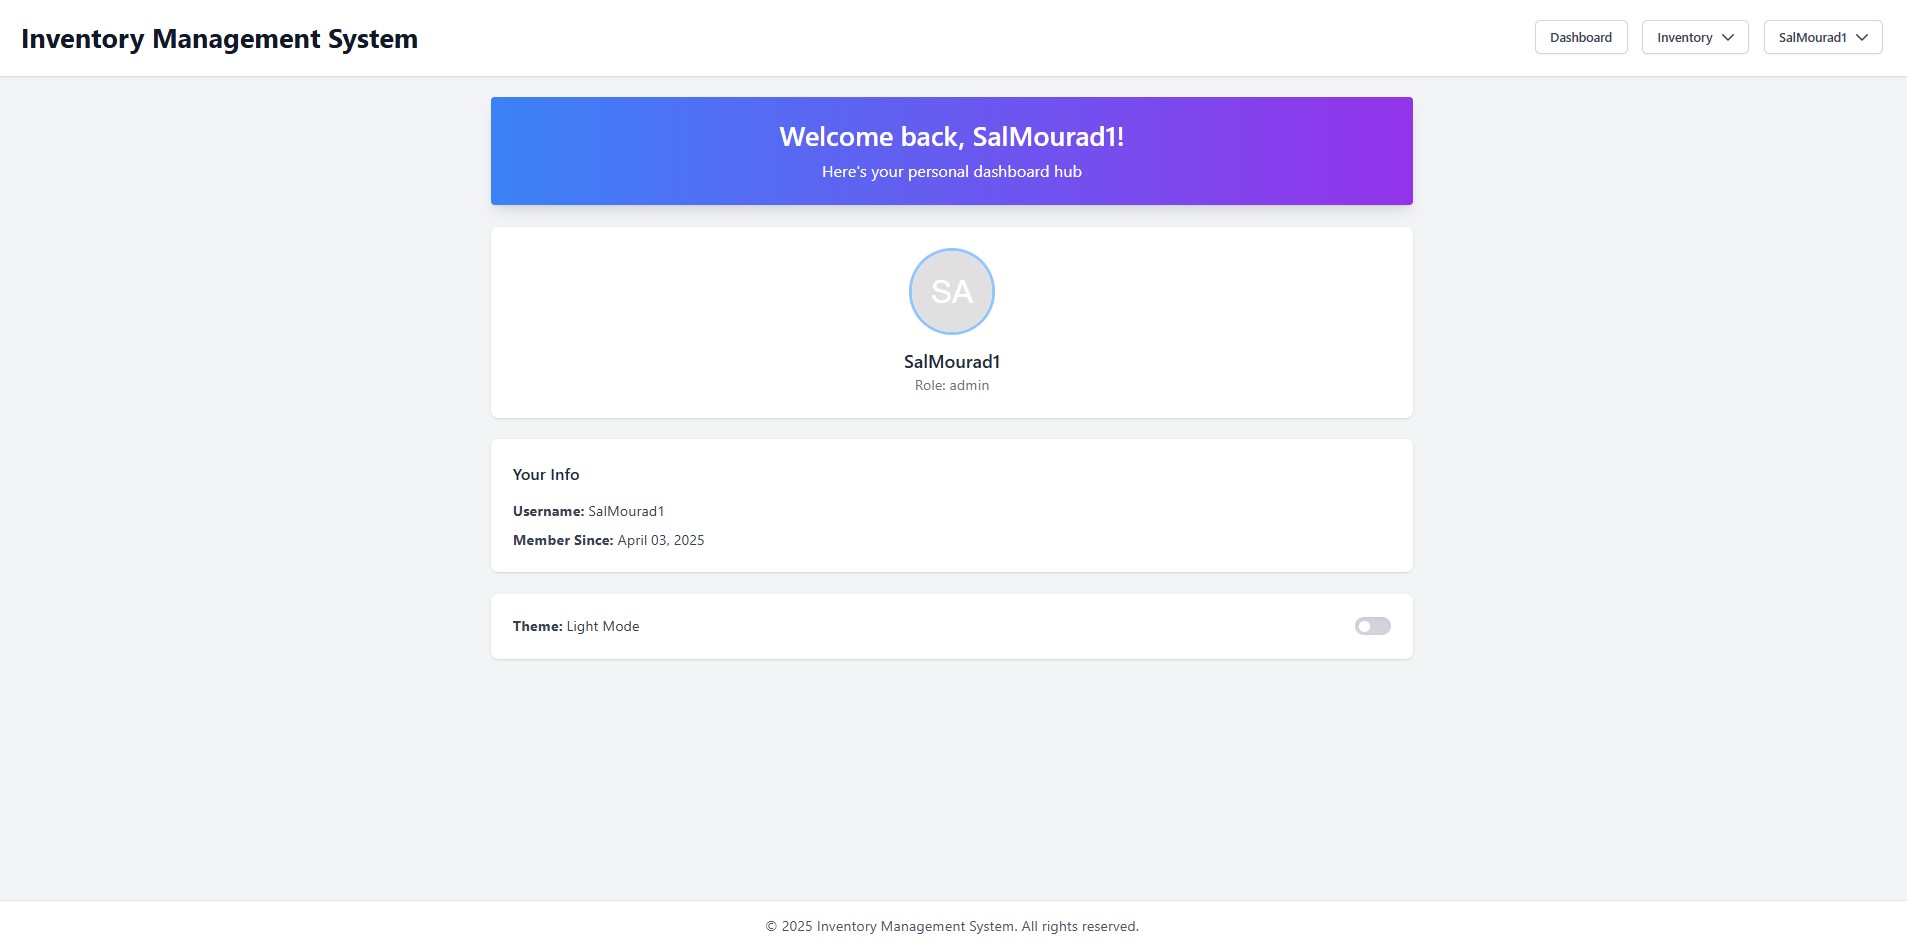 Inventory Management System
Dashboard
Inventory
SalMourad1
Welcome back, SalMourad1!
Here's your personal dashboard hub
SA
SalMourad1
Role: admin
Your Info
Username: SalMourad1
Member Since: April 03, 2025
Theme: Light Mode
© 2025 Inventory Management System. All rights reserved.